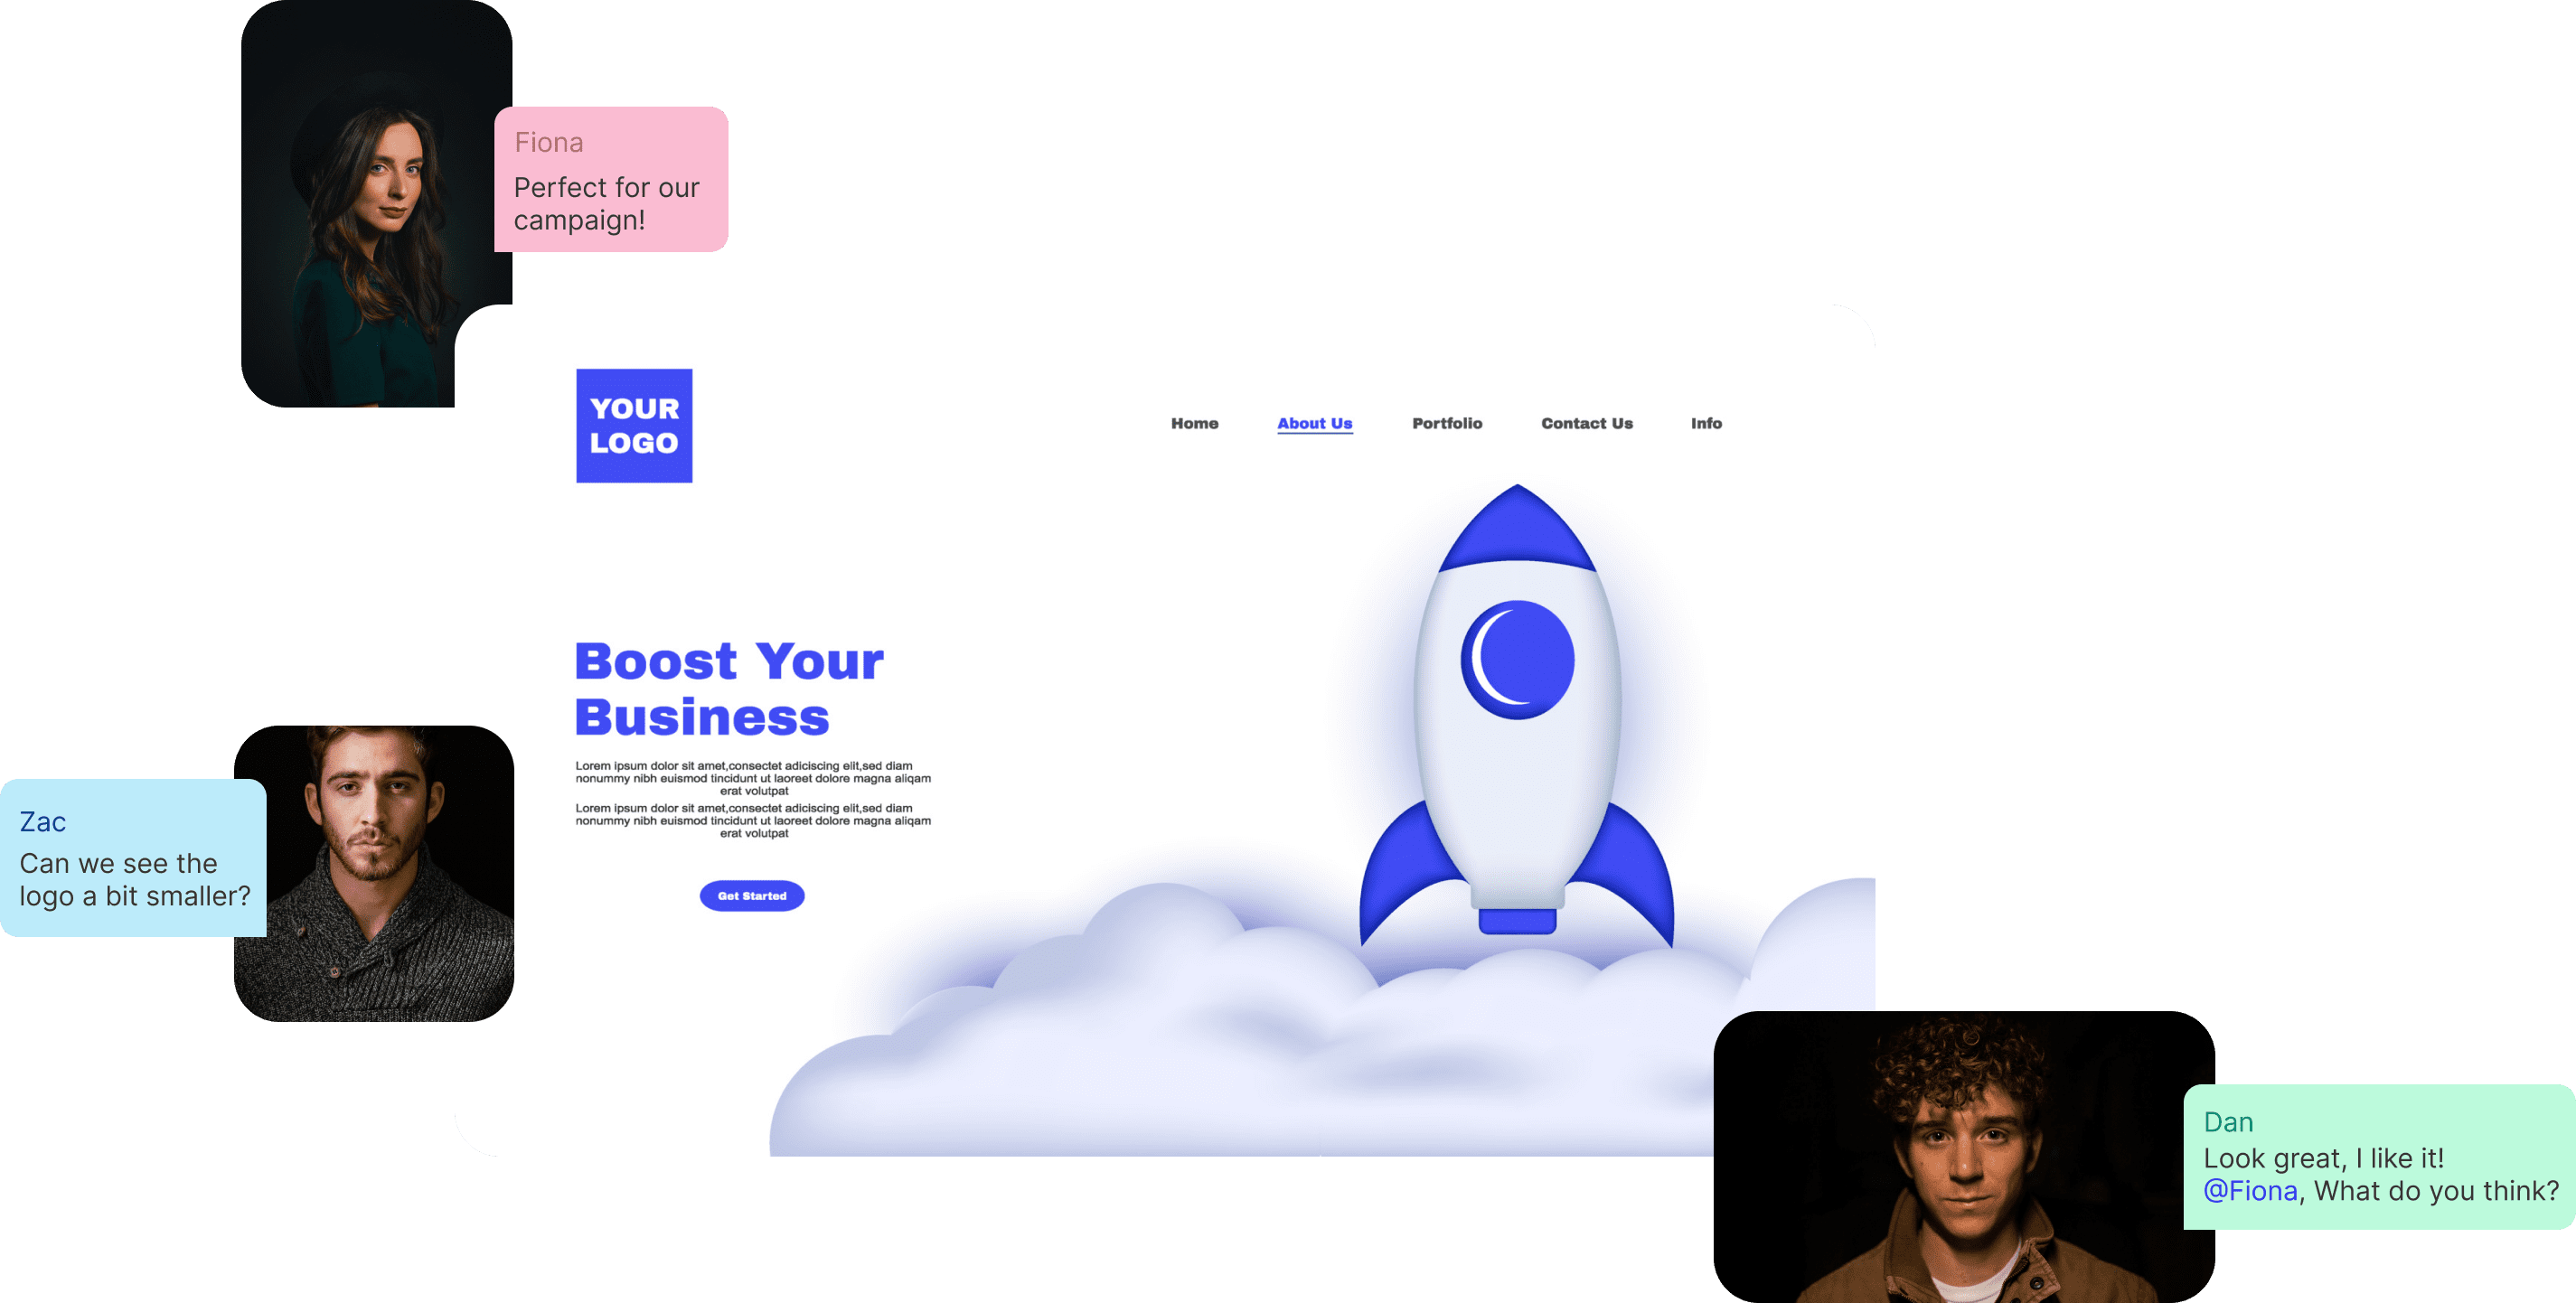 Fiona
Perfect for our
campaign!
YOUR
LOGO
Home About Us Portfolio Contact Us Info
Boost Your
Business
Lorem ipsum dolor sit amet,consectet adiciscing elit,sed diam
nonummy nibh euismod tincidunt ut laoreet dolore magna aliqam
erat volutpat
Lorem ipsum dolor sit amet,consectet adiciscing elit,sed diam
nonummy nibh euismod tincidunt ut laoreet dolore magna aliqam
erat volutpat
Get Started
Zac
Can we see the
logo a bit smaller?
Dan
Look great, I like it!
@Fiona, What do you think?